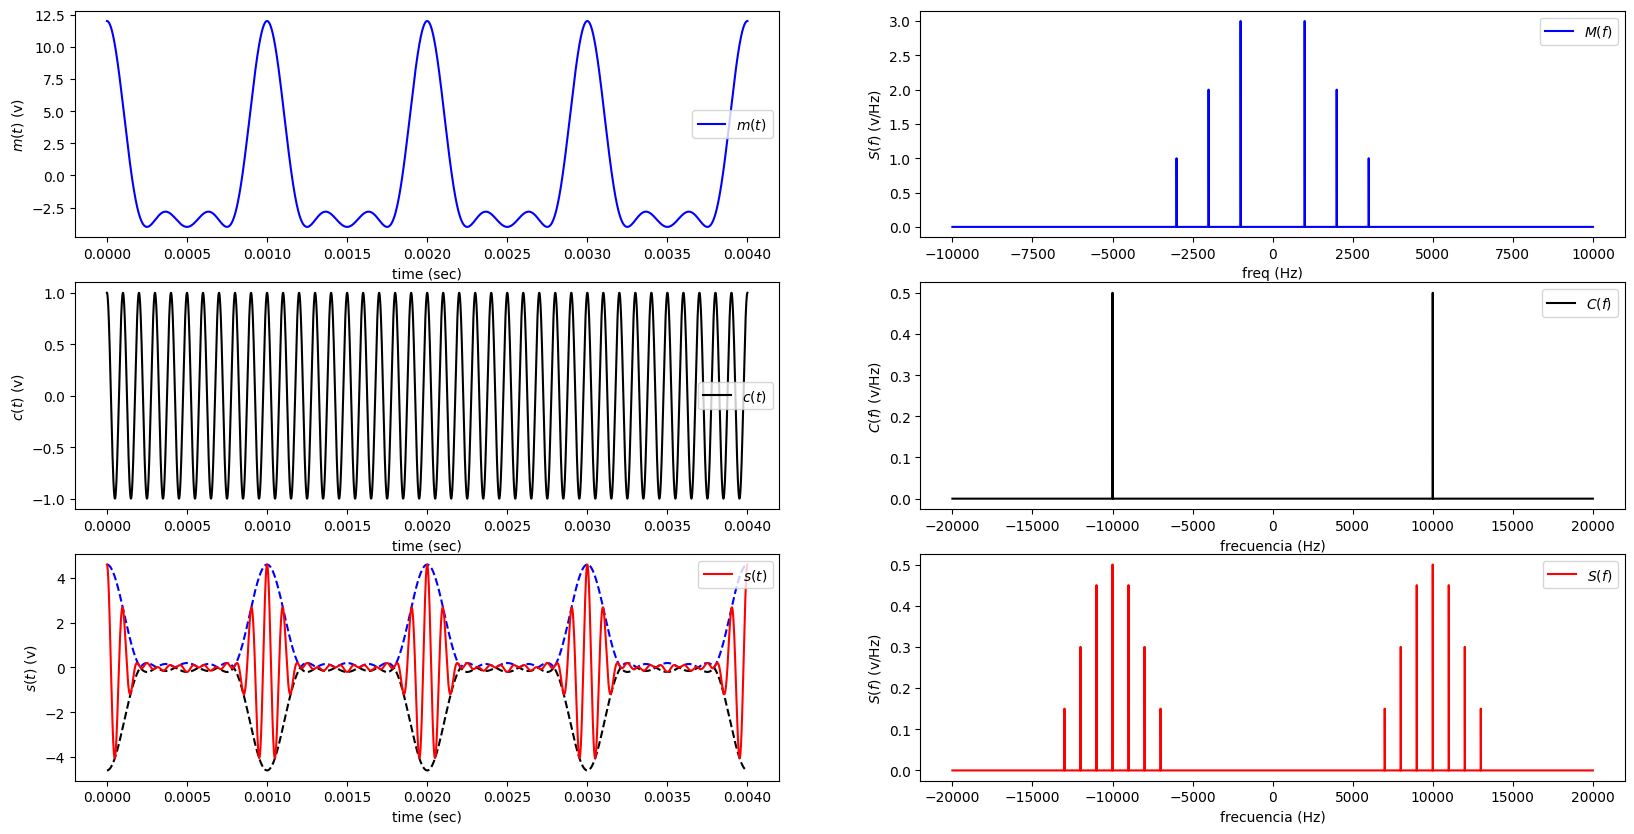 12.5
10.0
7.5
5.0
2.5
0.0
−2.5
m(t) (v)
m(t)
0.0000 0.0005 0.0010 0.0015 0.0020 0.0025 0.0030 0.0035 0.0040
time (sec)
3.0
2.5
2.0
1.5
1.0
0.5
0.0
S(f) (v/Hz)
M(f)
−10000 −7500 −5000 −2500 0 2500 5000 7500 10000
freq (Hz)
1.0
0.5
0.0
−0.5
−1.0
c(t) (v)
c(t)
0.0000 0.0005 0.0010 0.0015 0.0020 0.0025 0.0030 0.0035 0.0040
time (sec)
0.5
0.4
0.3
0.2
0.1
0.0
C(f) (v/Hz)
C(f)
−20000 −15000 −10000 −5000 0 5000 10000 15000 20000
frecuencia (Hz)
4
2
0
−2
−4
s(t) (v)
s(t)
0.0000 0.0005 0.0010 0.0015 0.0020 0.0025 0.0030 0.0035 0.0040
time (sec)
0.5
0.4
0.3
0.2
0.1
0.0
S(f) (v/Hz)
S(f)
−20000 −15000 −10000 −5000 0 5000 10000 15000 20000
frecuencia (Hz)